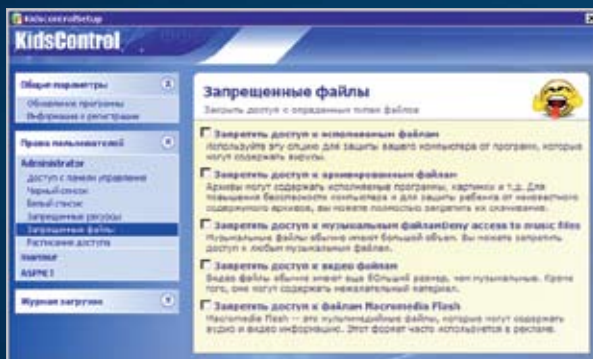 KidsControlSetup
KidsControl
Общие параметры
Обновление программы
Информация о регистрации
Права пользователей
Administrator
Доступ к панели управления
Черный список
Белый список
Запрещенные ресурсы
Запрещенные файлы
Расписание доступа
ASPNET
Журнал загрузок
Запрещенные файлы
Закрыть доступ к определенным типам файлов
Запретить доступ к исполняемым файлам
Используйте эту опцию для защиты вашего компьютера от программ, которые
могут содержать вирусы.
Запретить доступ к архивированным файлам
Архивы могут содержать исполняемые программы, картинки и т.д. Для
повышения безопасности компьютера и для защиты ребенка от неизвестного
содержимого архивов, вы можете полностью запретить их скачивание.
Запретить доступ к музыкальным файламDeny access to music files
Музыкальные файлы обычно имеют большой объем. Вы можете запретить
доступ к любым музыкальным файлам.
Запретить доступ к видео файлам
Видео файлы обычно имеют еще больший размер, чем музыкальные. Кроме
того, они могут содержать нежелательный материал.
Запретить доступ к файлам Macromedia Flash
Macromedia Flash — это мультимедийные файлы, которые могут содержать
аудио и видео информацию. Этот формат часто используется в рекламе.